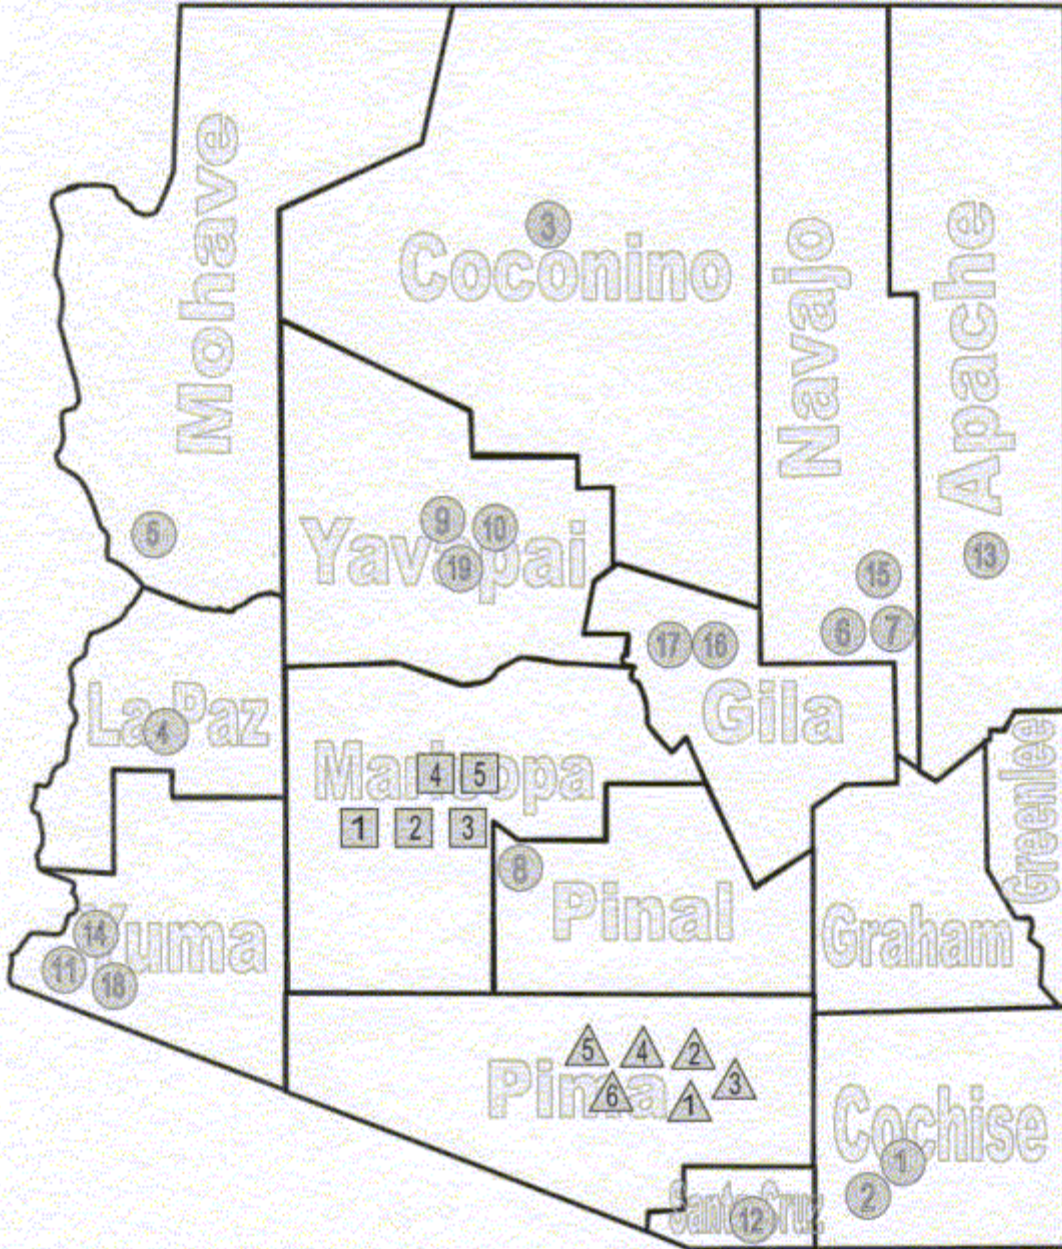 Mohave
3
Coconino
Navajo
Apache
5
9
10
Yavapai
19
15
13
6
7
17
16
La Paz
4
Gila
Maricopa
4
5
1
2
3
Greenlee
8
Pinal
Graham
14
Yuma
11
18
5
4
2
3
Pima
6
1
Cochise
1
2
Santa Cruz
12